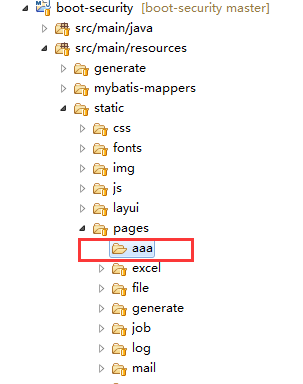 boot-security [boot-security master]
src/main/java
src/main/resources
generate
mybatis-mappers
static
css
fonts
img
js
layui
pages
aaa
excel
file
generate
job
log
mail